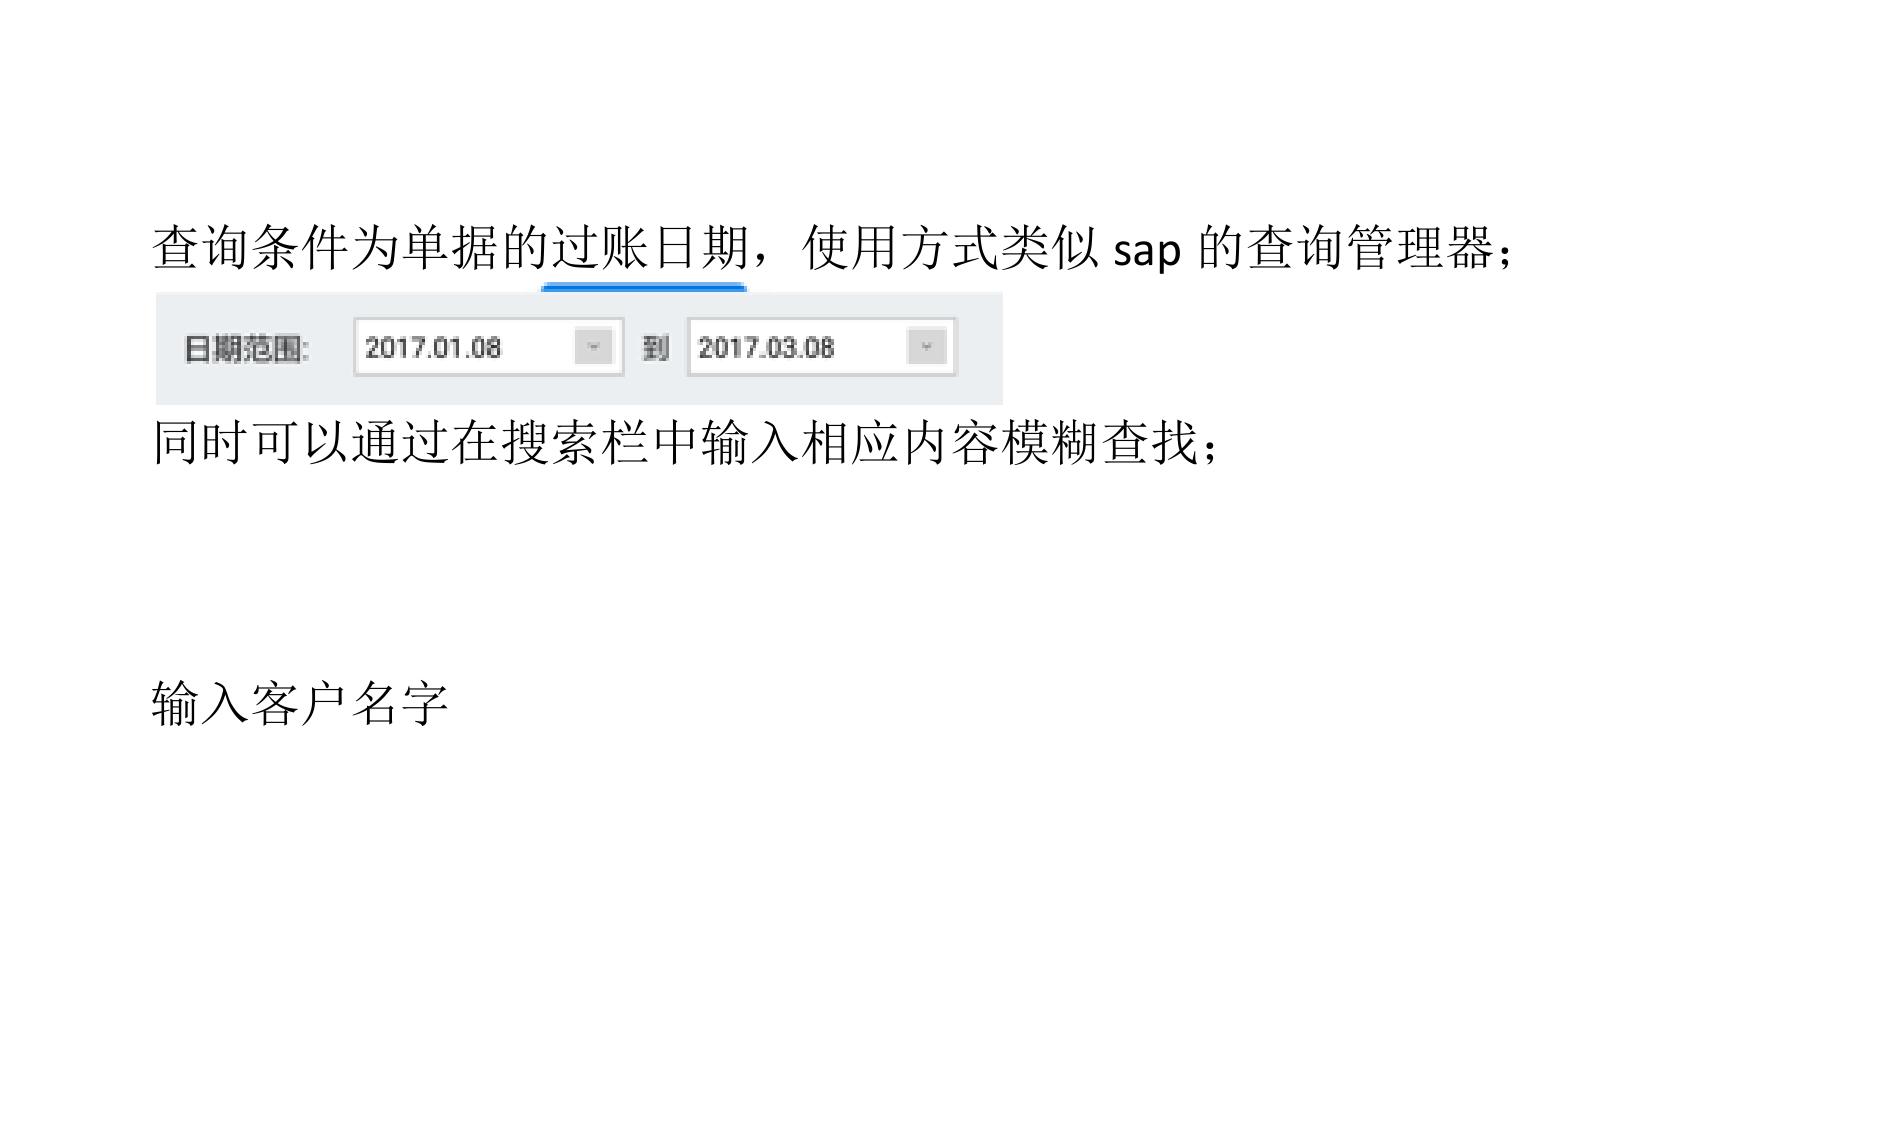 查询条件为单据的过账日期，使用方式类似 sap 的查询管理器；
日期范围: 2017.01.08 到 2017.03.08
同时可以通过在搜索栏中输入相应内容模糊查找；
输入客户名字